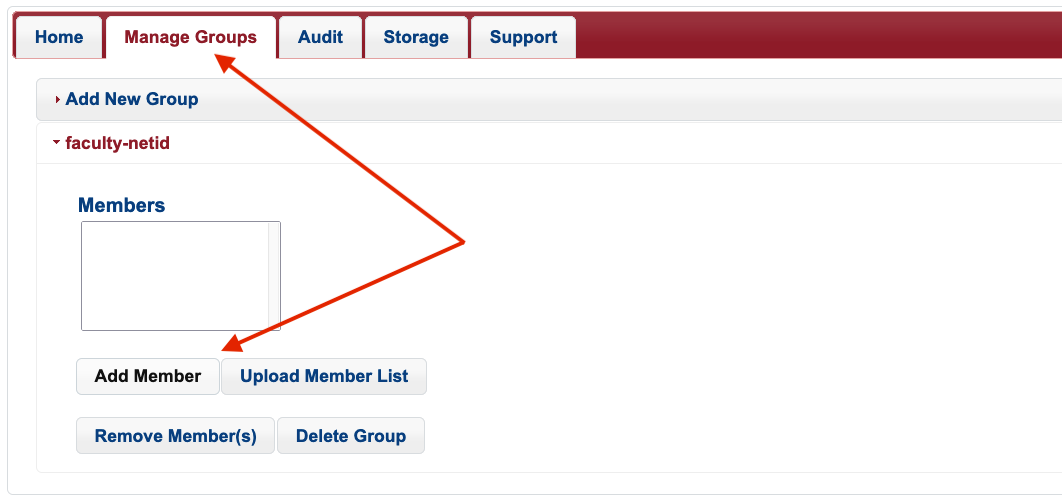 Home Manage Groups Audit Storage Support
Add New Group
faculty-netid
Members
Add Member Upload Member List
Remove Member(s) Delete Group